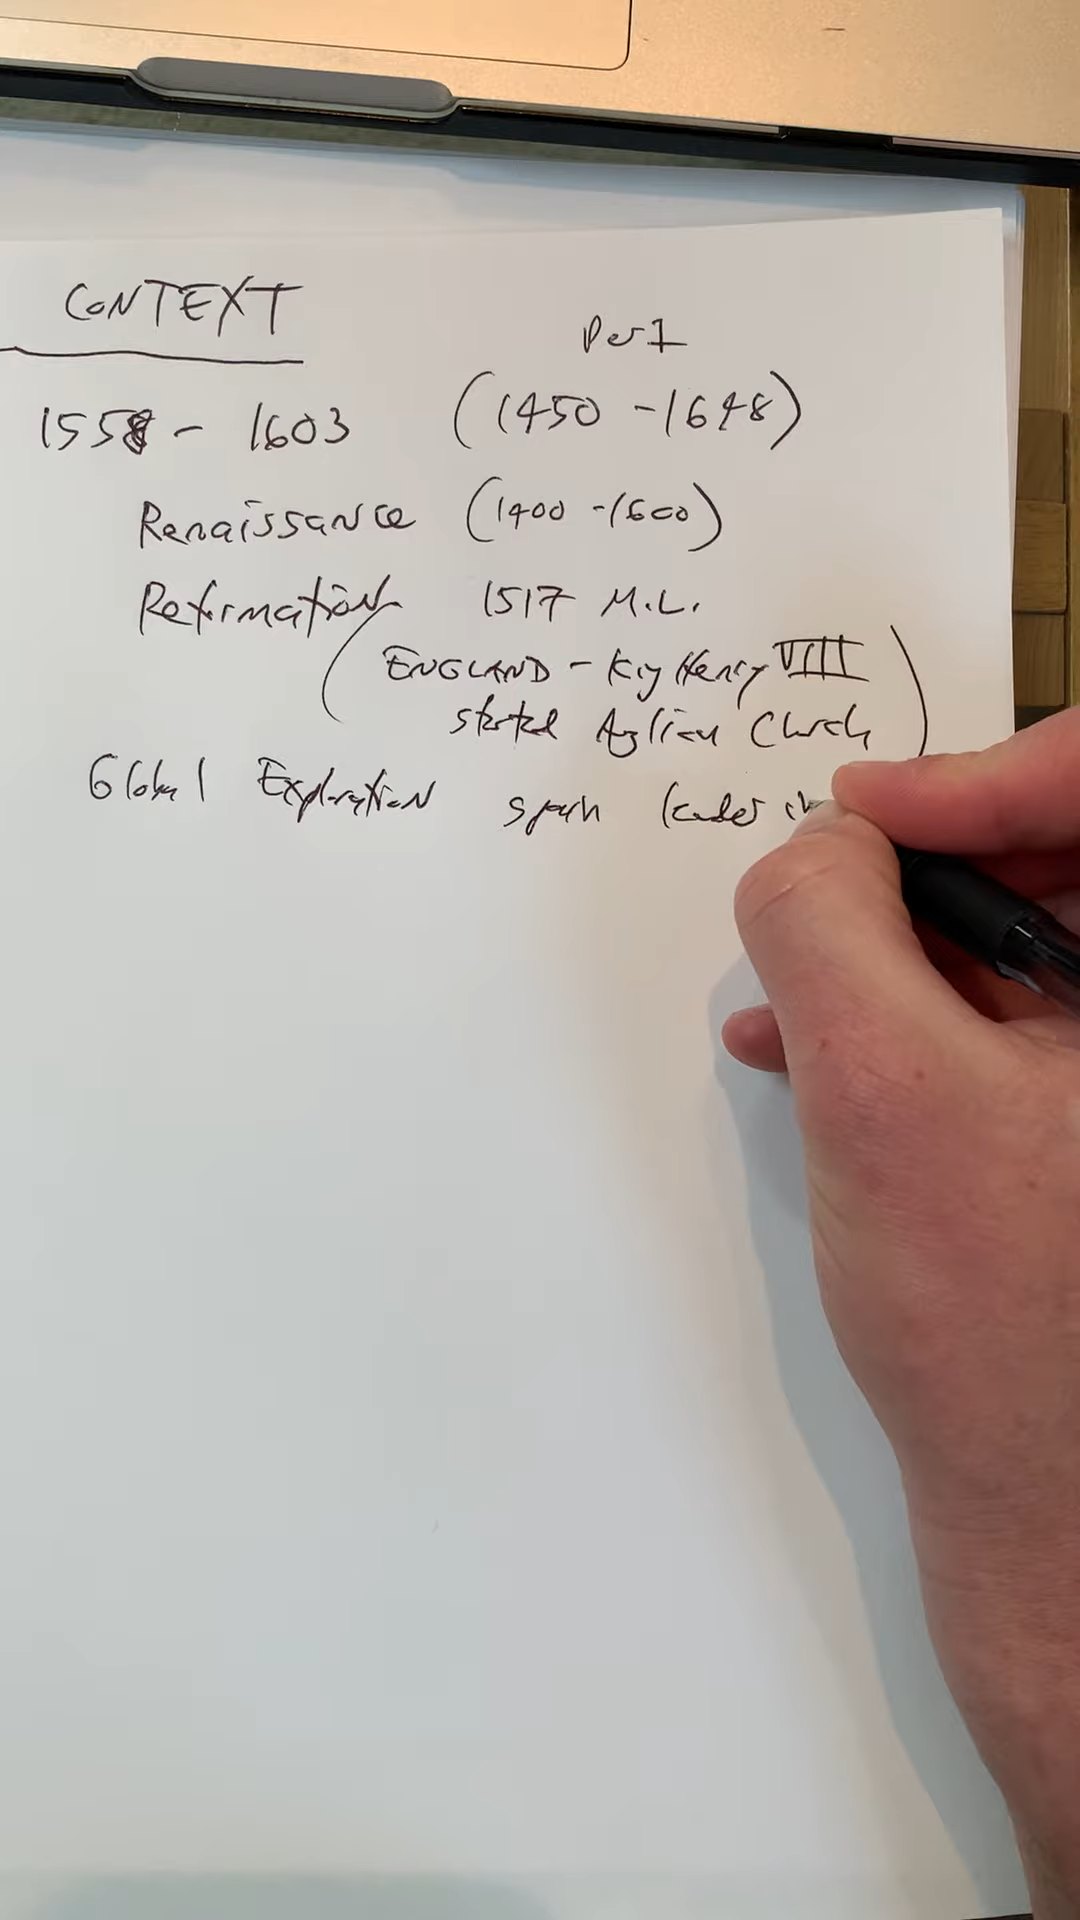 CONTEXT
Per 1
1558 - 1603 (1450 - 1648)
Renaissance (1400 - 1600)
Reformation 1517 M.L.
(ENGLAND - King Henry VIII
started Anglican Church)
Global Exploration Spain leader